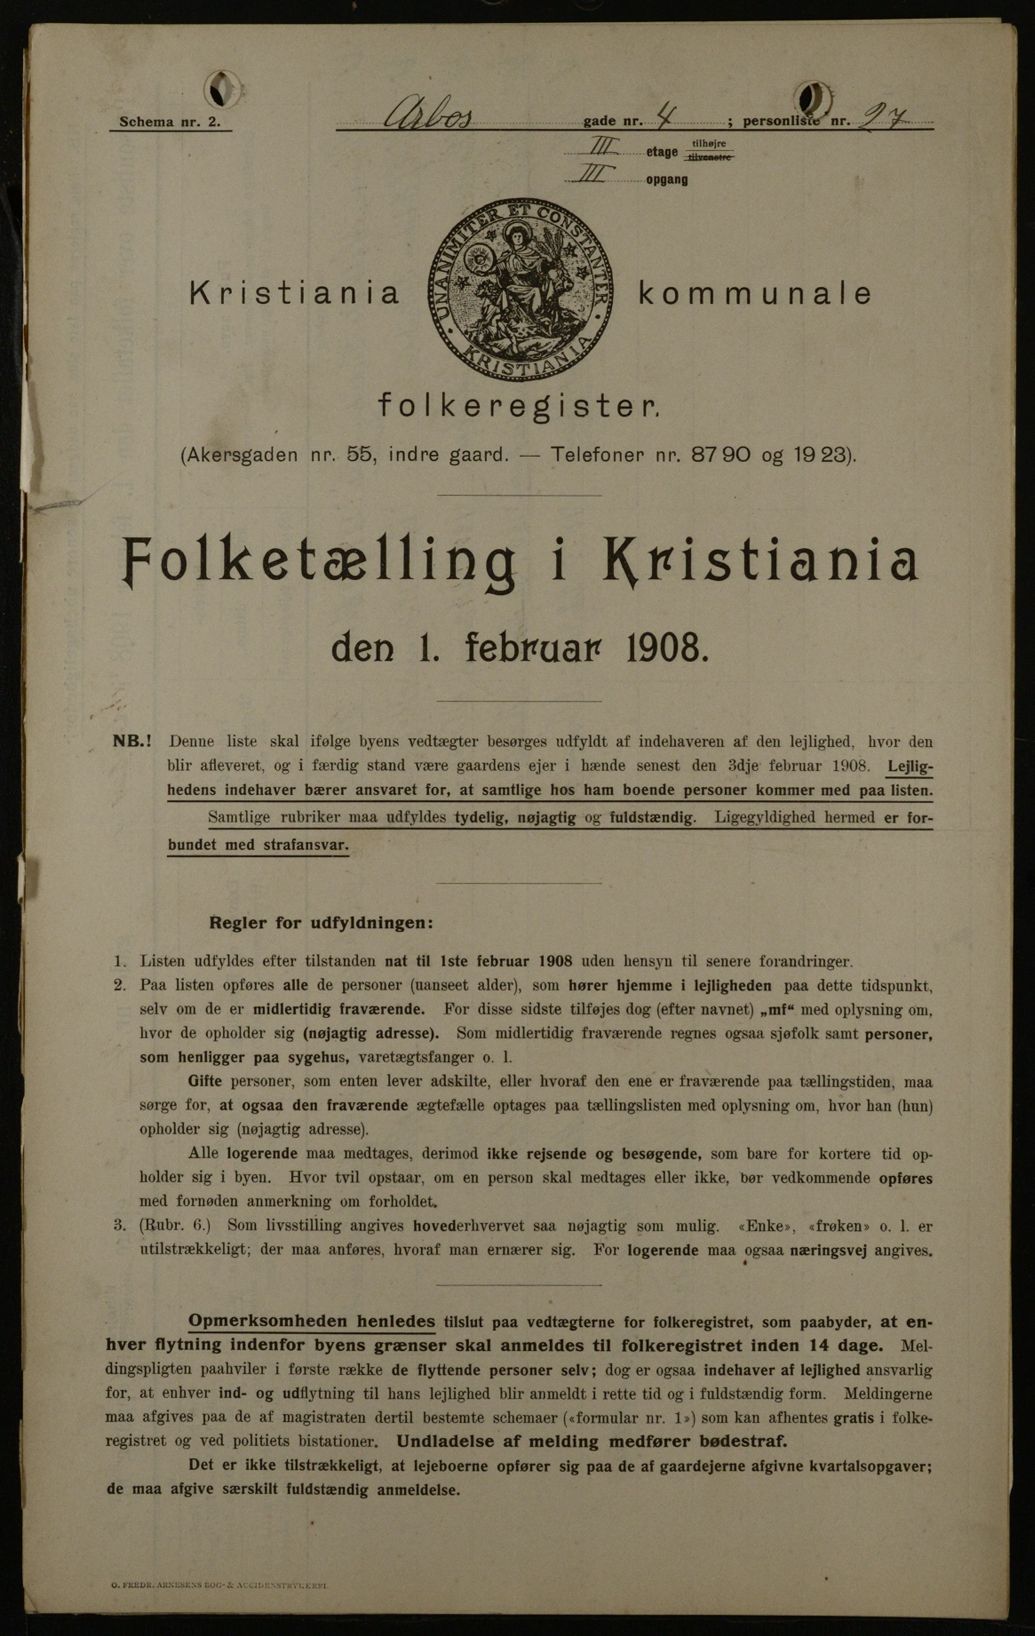 Schema nr. 2.
Arbos gade nr. 4 ; personliste nr. 27
III etage tilhøjre tilvenstre
III opgang
UNANIMITER ET CONSTANTER · KRISTIANIA ·
Kristiania kommunale
folkeregister.
(Akersgaden nr. 55, indre gaard. — Telefoner nr. 87 90 og 19 23).
Folketælling i Kristiania
den 1. februar 1908.
NB.! Denne liste skal ifølge byens vedtægter besørges udfyldt af indehaveren af den lejlighed, hvor den
blir afleveret, og i færdig stand være gaardens ejer i hænde senest den 3dje februar 1908. Lejlig-
hedens indehaver bærer ansvaret for, at samtlige hos ham boende personer kommer med paa listen.
Samtlige rubriker maa udfyldes tydelig, nøjagtig og fuldstændig. Ligegyldighed hermed er for-
bundet med strafansvar.
Regler for udfyldningen:
1. Listen udfyldes efter tilstanden nat til 1ste februar 1908 uden hensyn til senere forandringer.
2. Paa listen opføres alle de personer (uanseet alder), som hører hjemme i lejligheden paa dette tidspunkt,
selv om de er midlertidig fraværende. For disse sidste tilføjes dog (efter navnet) „mf“ med oplysning om,
hvor de opholder sig (nøjagtig adresse). Som midlertidig fraværende regnes ogsaa sjøfolk samt personer,
som henligger paa sygehus, varetægtsfanger o. l.
Gifte personer, som enten lever adskilte, eller hvoraf den ene er fraværende paa tællingstiden, maa
sørge for, at ogsaa den fraværende ægtefælle optages paa tællingslisten med oplysning om, hvor han (hun)
opholder sig (nøjagtig adresse).
Alle logerende maa medtages, derimod ikke rejsende og besøgende, som bare for kortere tid op-
holder sig i byen. Hvor tvil opstaar, om en person skal medtages eller ikke, bør vedkommende opføres
med fornøden anmerkning om forholdet.
3. (Rubr. 6.) Som livsstilling angives hovederhvervet saa nøjagtig som mulig. «Enke», «frøken» o. l. er
utilstrækkeligt; der maa anføres, hvoraf man ernærer sig. For logerende maa ogsaa næringsvej angives.
Opmerksomheden henledes tilslut paa vedtægterne for folkeregistret, som paabyder, at en-
hver flytning indenfor byens grænser skal anmeldes til folkeregistret inden 14 dage. Mel-
dingspligten paahviler i første række de flyttende personer selv; dog er ogsaa indehaver af lejlighed ansvarlig
for, at enhver ind- og udflytning til hans lejlighed blir anmeldt i rette tid og i fuldstændig form. Meldingerne
maa afgives paa de af magistraten dertil bestemte schemaer («formular nr. 1») som kan afhentes gratis i folke-
registret og ved politiets bistationer. Undladelse af melding medfører bødestraf.
Det er ikke tilstrækkeligt, at lejeboerne opfører sig paa de af gaardejerne afgivne kvartalsopgaver;
de maa afgive særskilt fuldstændig anmeldelse.
O. FREDR. ARNESENS BOG- & ACCIDENSTRYKKERI.